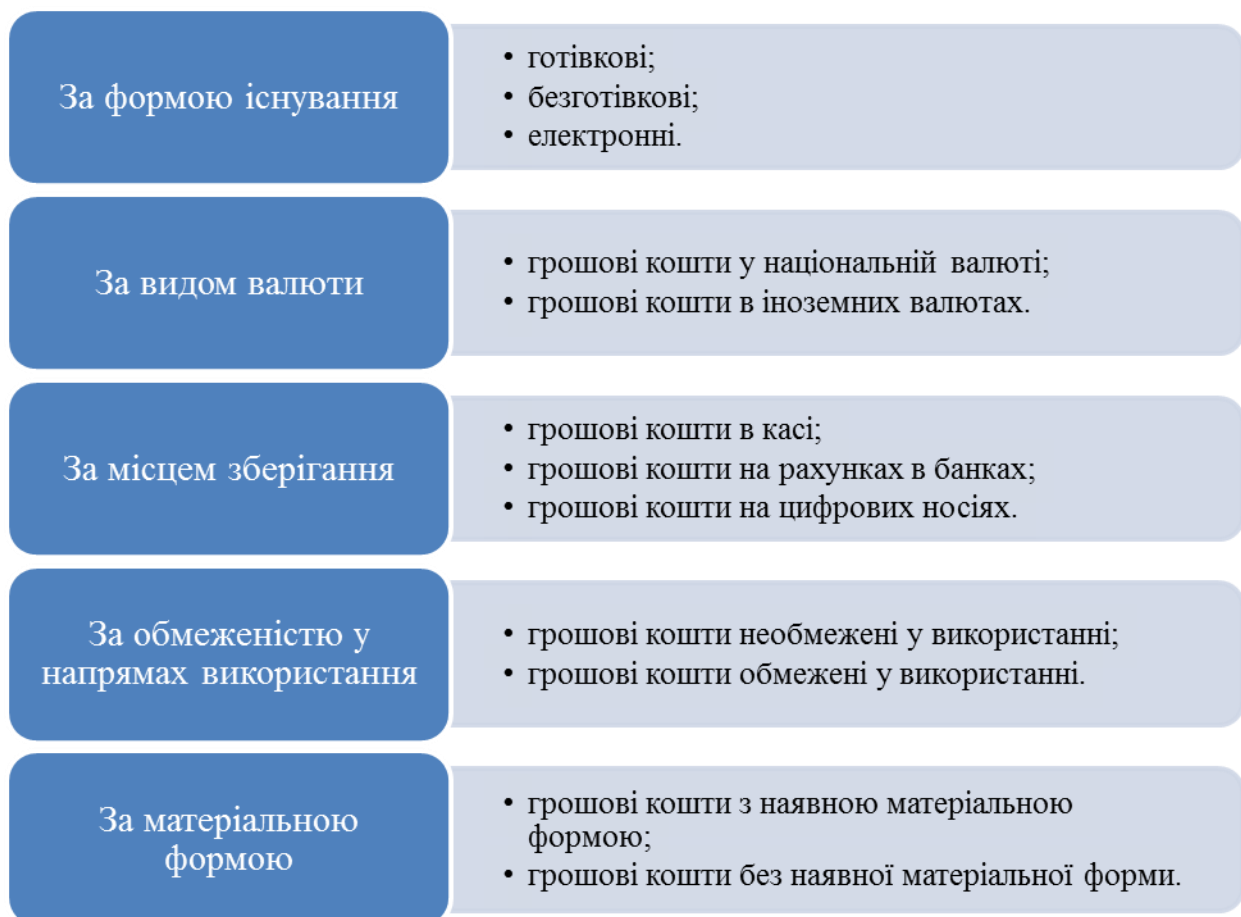 За формою існування
• готівкові;
• безготівкові;
• електронні.
За видом валюти
• грошові кошти у національній валюті;
• грошові кошти в іноземних валютах.
За місцем зберігання
• грошові кошти в касі;
• грошові кошти на рахунках в банках;
• грошові кошти на цифрових носіях.
За обмеженістю у
напрямах використання
• грошові кошти необмежені у використанні;
• грошові кошти обмежені у використанні.
За матеріальною
формою
• грошові кошти з наявною матеріальною
формою;
• грошові кошти без наявної матеріальної форми.